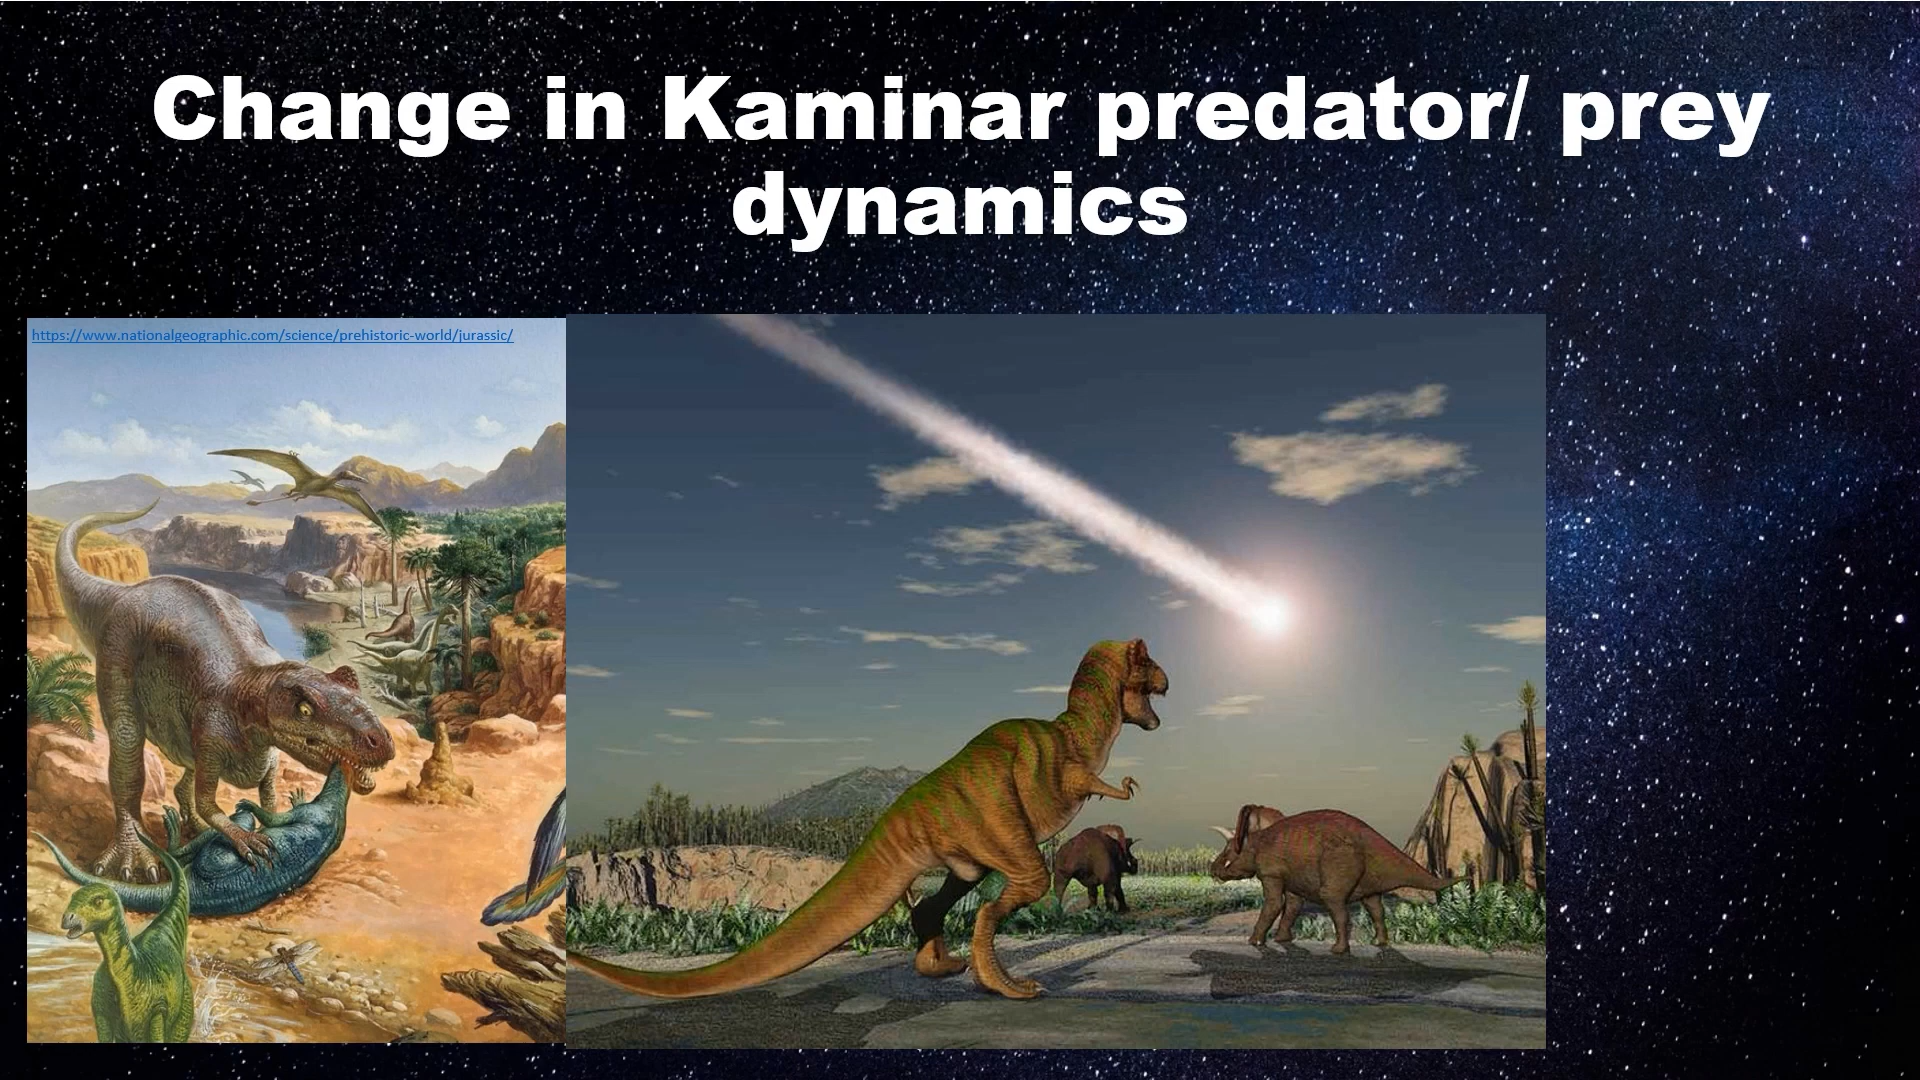 Change in Kaminar predator/ prey
dynamics
https://www.nationalgeographic.com/science/prehistoric-world/jurassic/